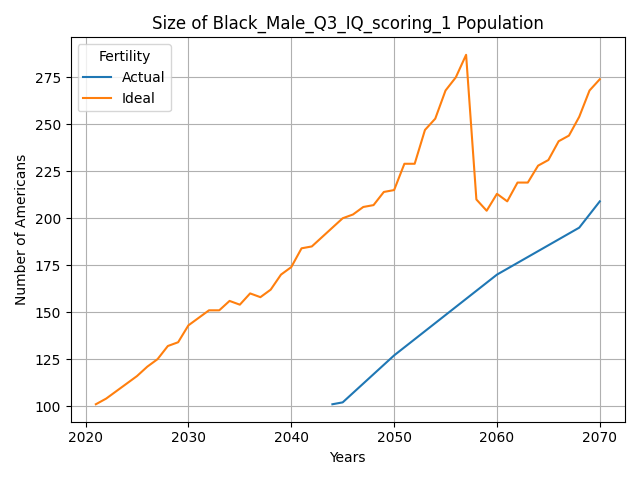 Size of Black_Male_Q3_IQ_scoring_1 Population
Fertility
Actual
Ideal
Number of Americans
275
250
225
200
175
150
125
100
2020 2030 2040 2050 2060 2070
Years